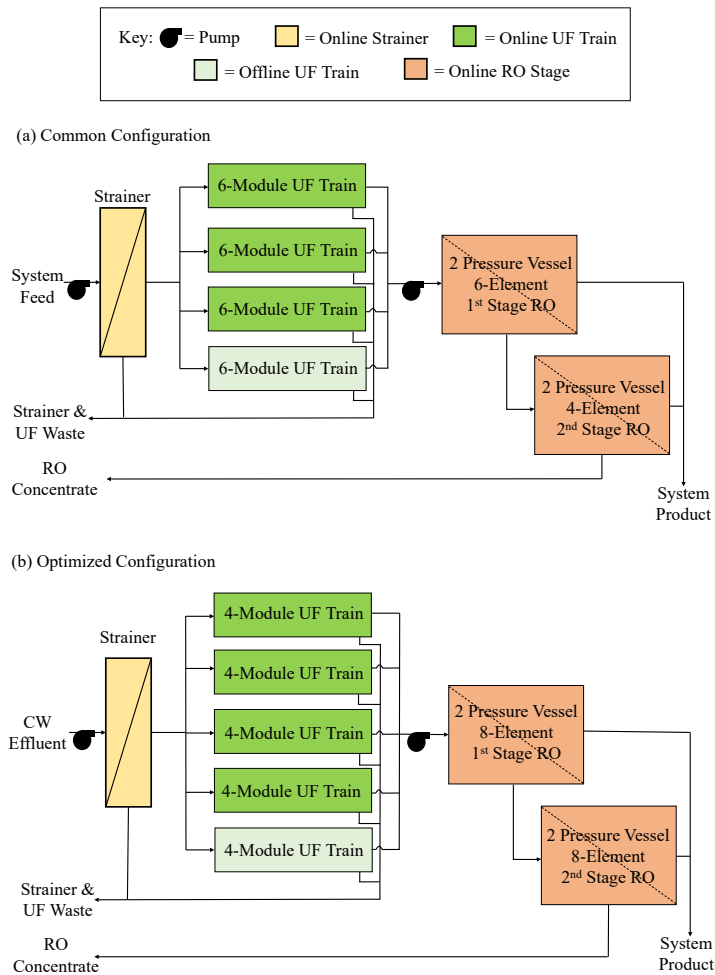 Key: = Pump = Online Strainer = Online UF Train
= Offline UF Train = Online RO Stage
(a) Common Configuration
Strainer
System
Feed
6-Module UF Train
6-Module UF Train
6-Module UF Train
6-Module UF Train
2 Pressure Vessel
6-Element
1st Stage RO
2 Pressure Vessel
4-Element
2nd Stage RO
Strainer &
UF Waste
RO
Concentrate
System
Product
(b) Optimized Configuration
Strainer
CW
Effluent
4-Module UF Train
4-Module UF Train
4-Module UF Train
4-Module UF Train
4-Module UF Train
2 Pressure Vessel
8-Element
1st Stage RO
2 Pressure Vessel
8-Element
2nd Stage RO
Strainer &
UF Waste
RO
Concentrate
System
Product